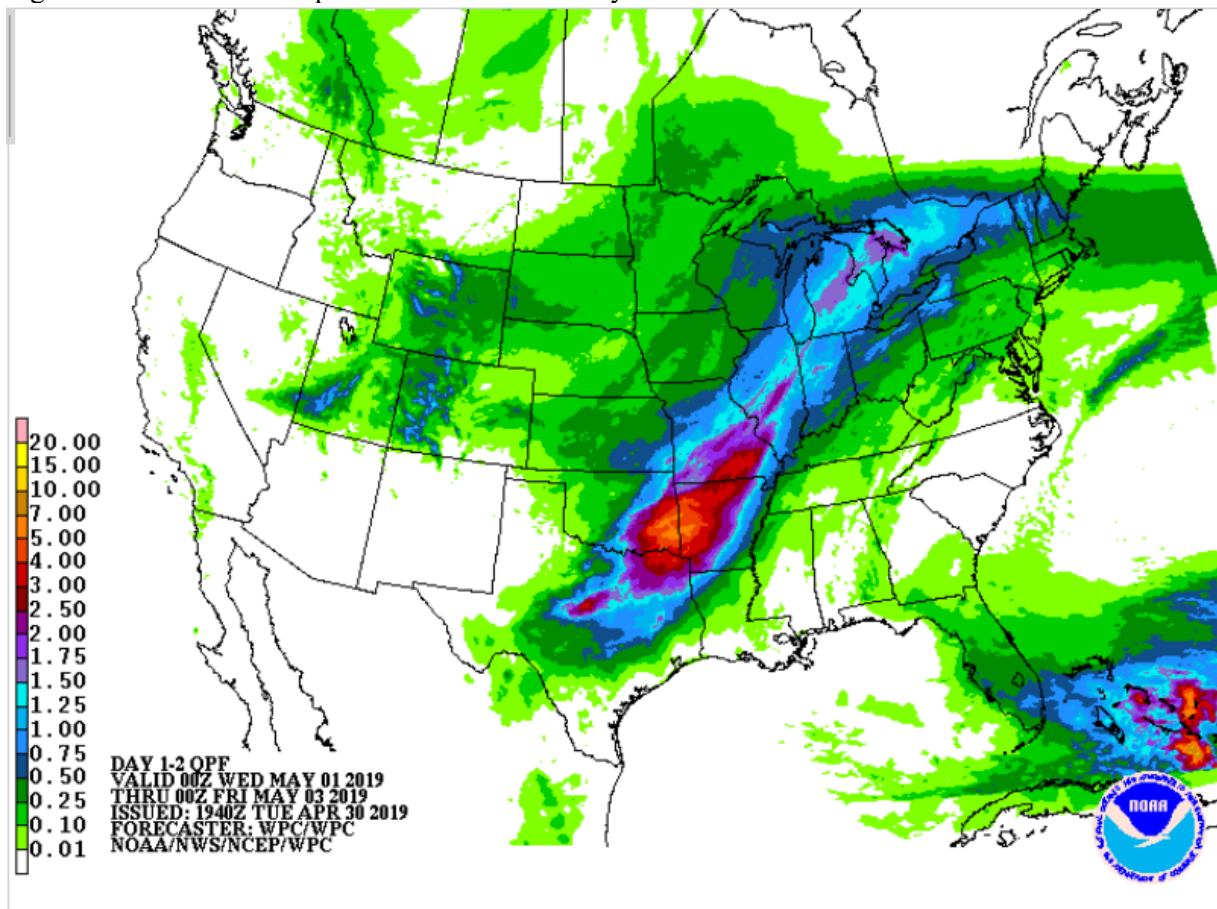 20.00
15.00
10.00
7.00
5.00
4.00
3.00
2.50
2.00
1.75
1.50
1.25
1.00
0.75
0.50
0.25
0.10
0.01
DAY 1-2 QPF
VALID 00Z WED MAY 01 2019
THRU 00Z FRI MAY 03 2019
ISSUED: 1940Z TUE APR 30 2019
FORECASTER: WPC/WPC
NOAA/NWS/NCEP/WPC
NOAA